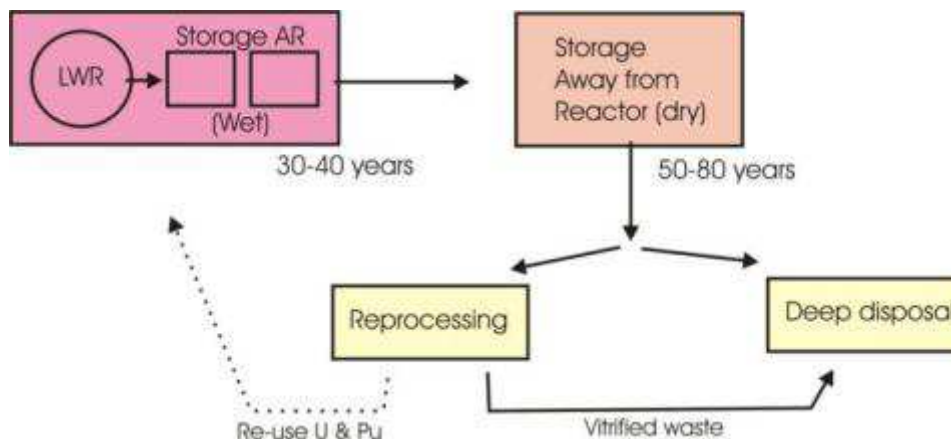 Storage AR
LWR
(Wet)
30-40 years
Storage
Away from
Reactor (dry)
50-80 years
Reprocessing
Deep disposa
Re-use U & Pu
Vitrified waste